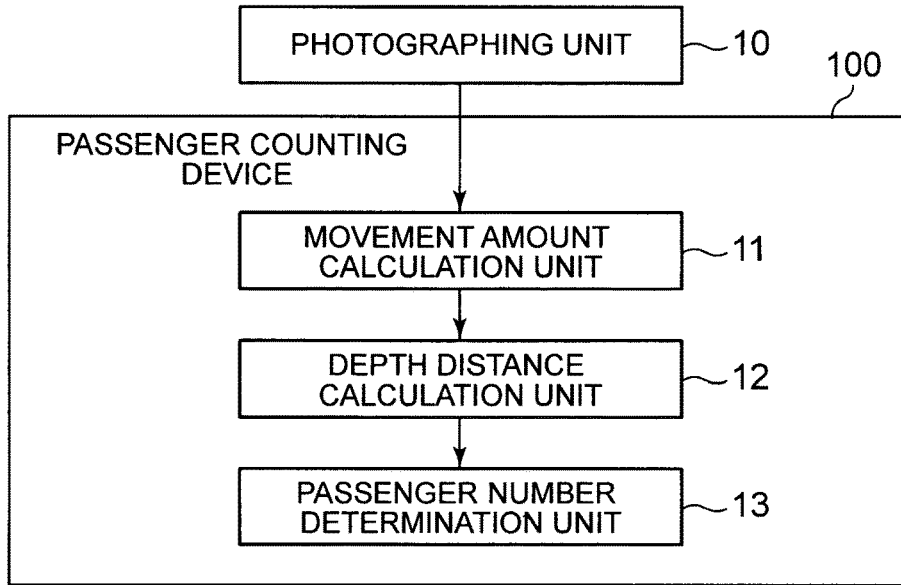 PHOTOGRAPHING UNIT
10
100
PASSENGER COUNTING
DEVICE
MOVEMENT AMOUNT
CALCULATION UNIT
11
DEPTH DISTANCE
CALCULATION UNIT
12
PASSENGER NUMBER
DETERMINATION UNIT
13